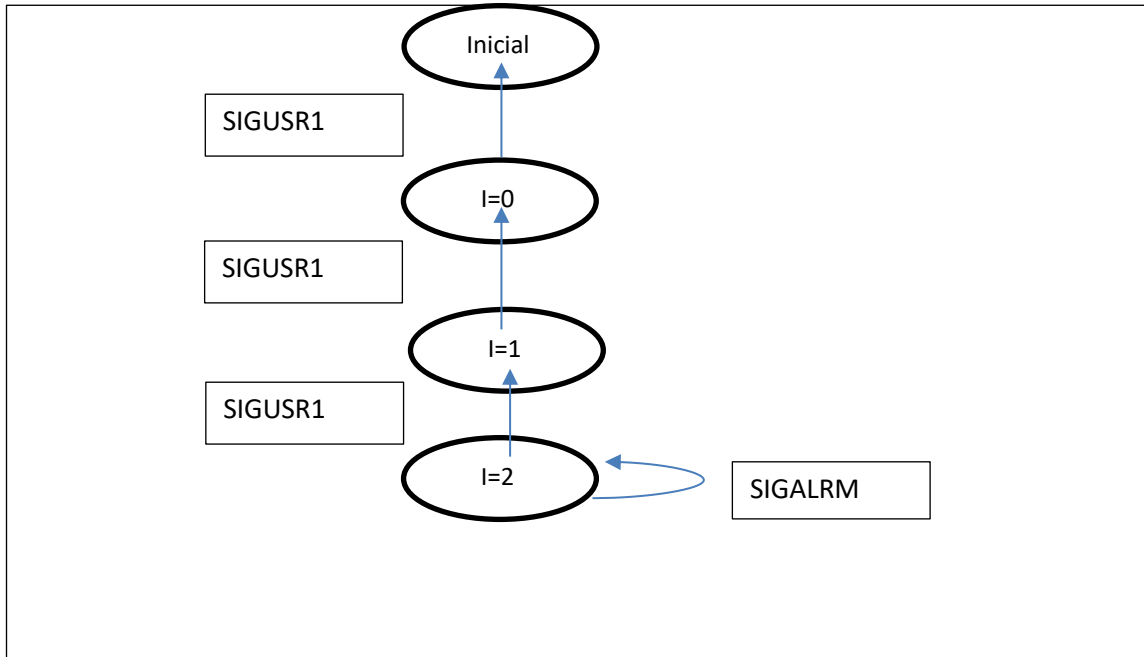 Inicial
SIGUSR1
I=0
SIGUSR1
I=1
SIGUSR1
I=2
SIGALRM